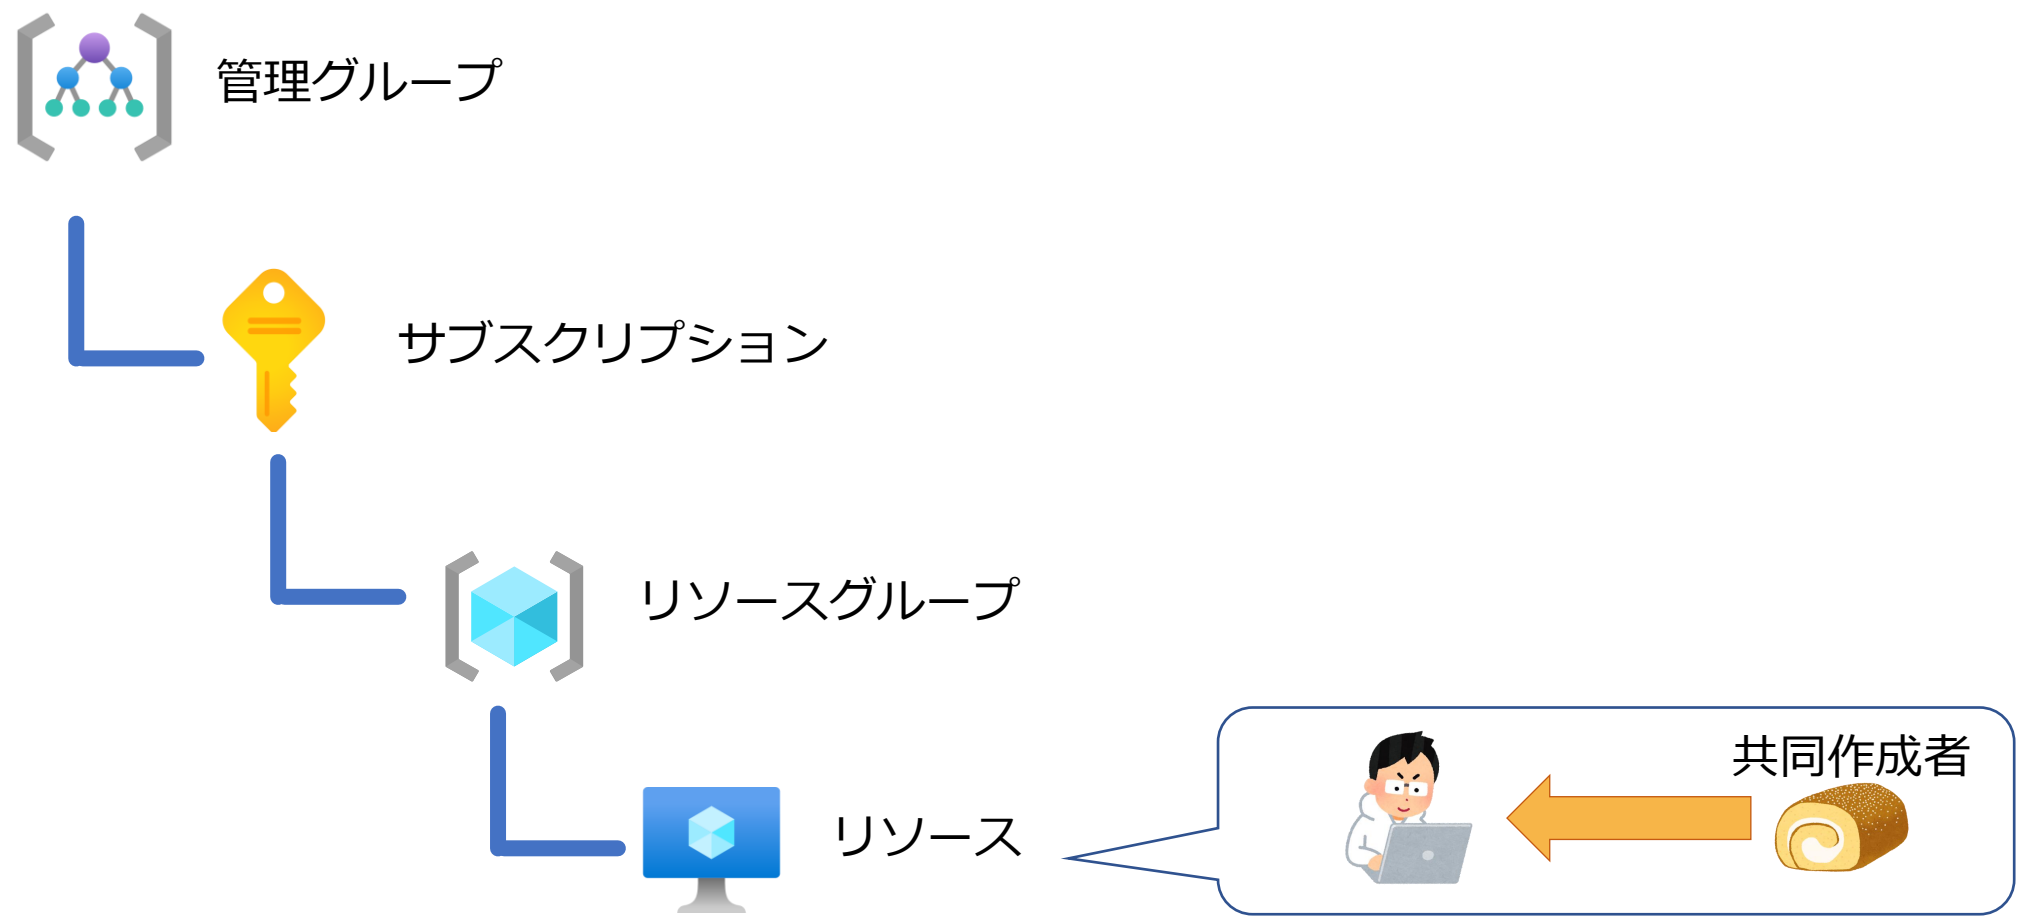 管理グループ
サブスクリプション
リソースグループ
リソース
共同作成者